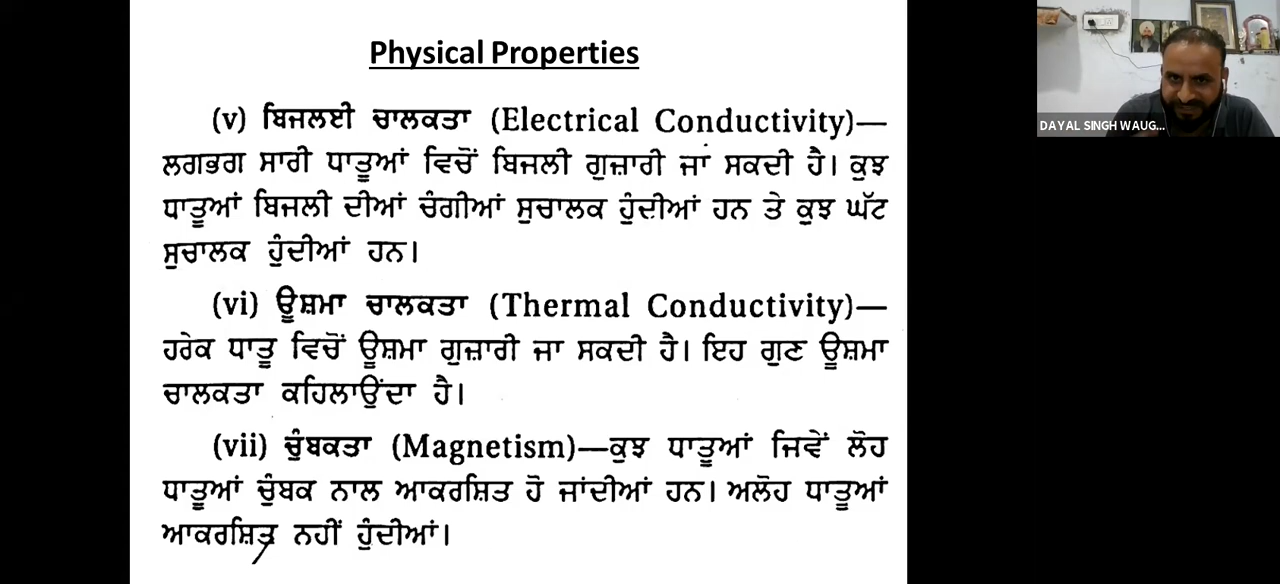 Physical Properties
(v) ਬਿਜਲਈ ਚਾਲਕਤਾ (Electrical Conductivity)—
ਲਗਭਗ ਸਾਰੀ ਧਾਤੂਆਂ ਵਿਚੋਂ ਬਿਜਲੀ ਗੁਜ਼ਾਰੀ ਜਾ ਸਕਦੀ ਹੈ। ਕੁਝ
ਧਾਤੂਆਂ ਬਿਜਲੀ ਦੀਆਂ ਚੰਗੀਆਂ ਸੁਚਾਲਕ ਹੁੰਦੀਆਂ ਹਨ ਤੇ ਕੁਝ ਘੱਟ
ਸੁਚਾਲਕ ਹੁੰਦੀਆਂ ਹਨ।
(vi) ਊਸ਼ਮਾ ਚਾਲਕਤਾ (Thermal Conductivity)—
ਹਰੇਕ ਧਾਤੂ ਵਿਚੋਂ ਊਸ਼ਮਾ ਗੁਜ਼ਾਰੀ ਜਾ ਸਕਦੀ ਹੈ। ਇਹ ਗੁਣ ਊਸ਼ਮਾ
ਚਾਲਕਤਾ ਕਹਿਲਾਉਂਦਾ ਹੈ।
(vii) ਚੁੰਬਕਤਾ (Magnetism)—ਕੁਝ ਧਾਤੂਆਂ ਜਿਵੇਂ ਲੋਹ
ਧਾਤੂਆਂ ਚੁੰਬਕ ਨਾਲ ਆਕਰਸ਼ਿਤ ਹੋ ਜਾਂਦੀਆਂ ਹਨ। ਅਲੋਹ ਧਾਤੂਆਂ
ਆਕਰਸ਼ਿਤ ਨਹੀਂ ਹੁੰਦੀਆਂ।
DAYAL SINGH WAUG...